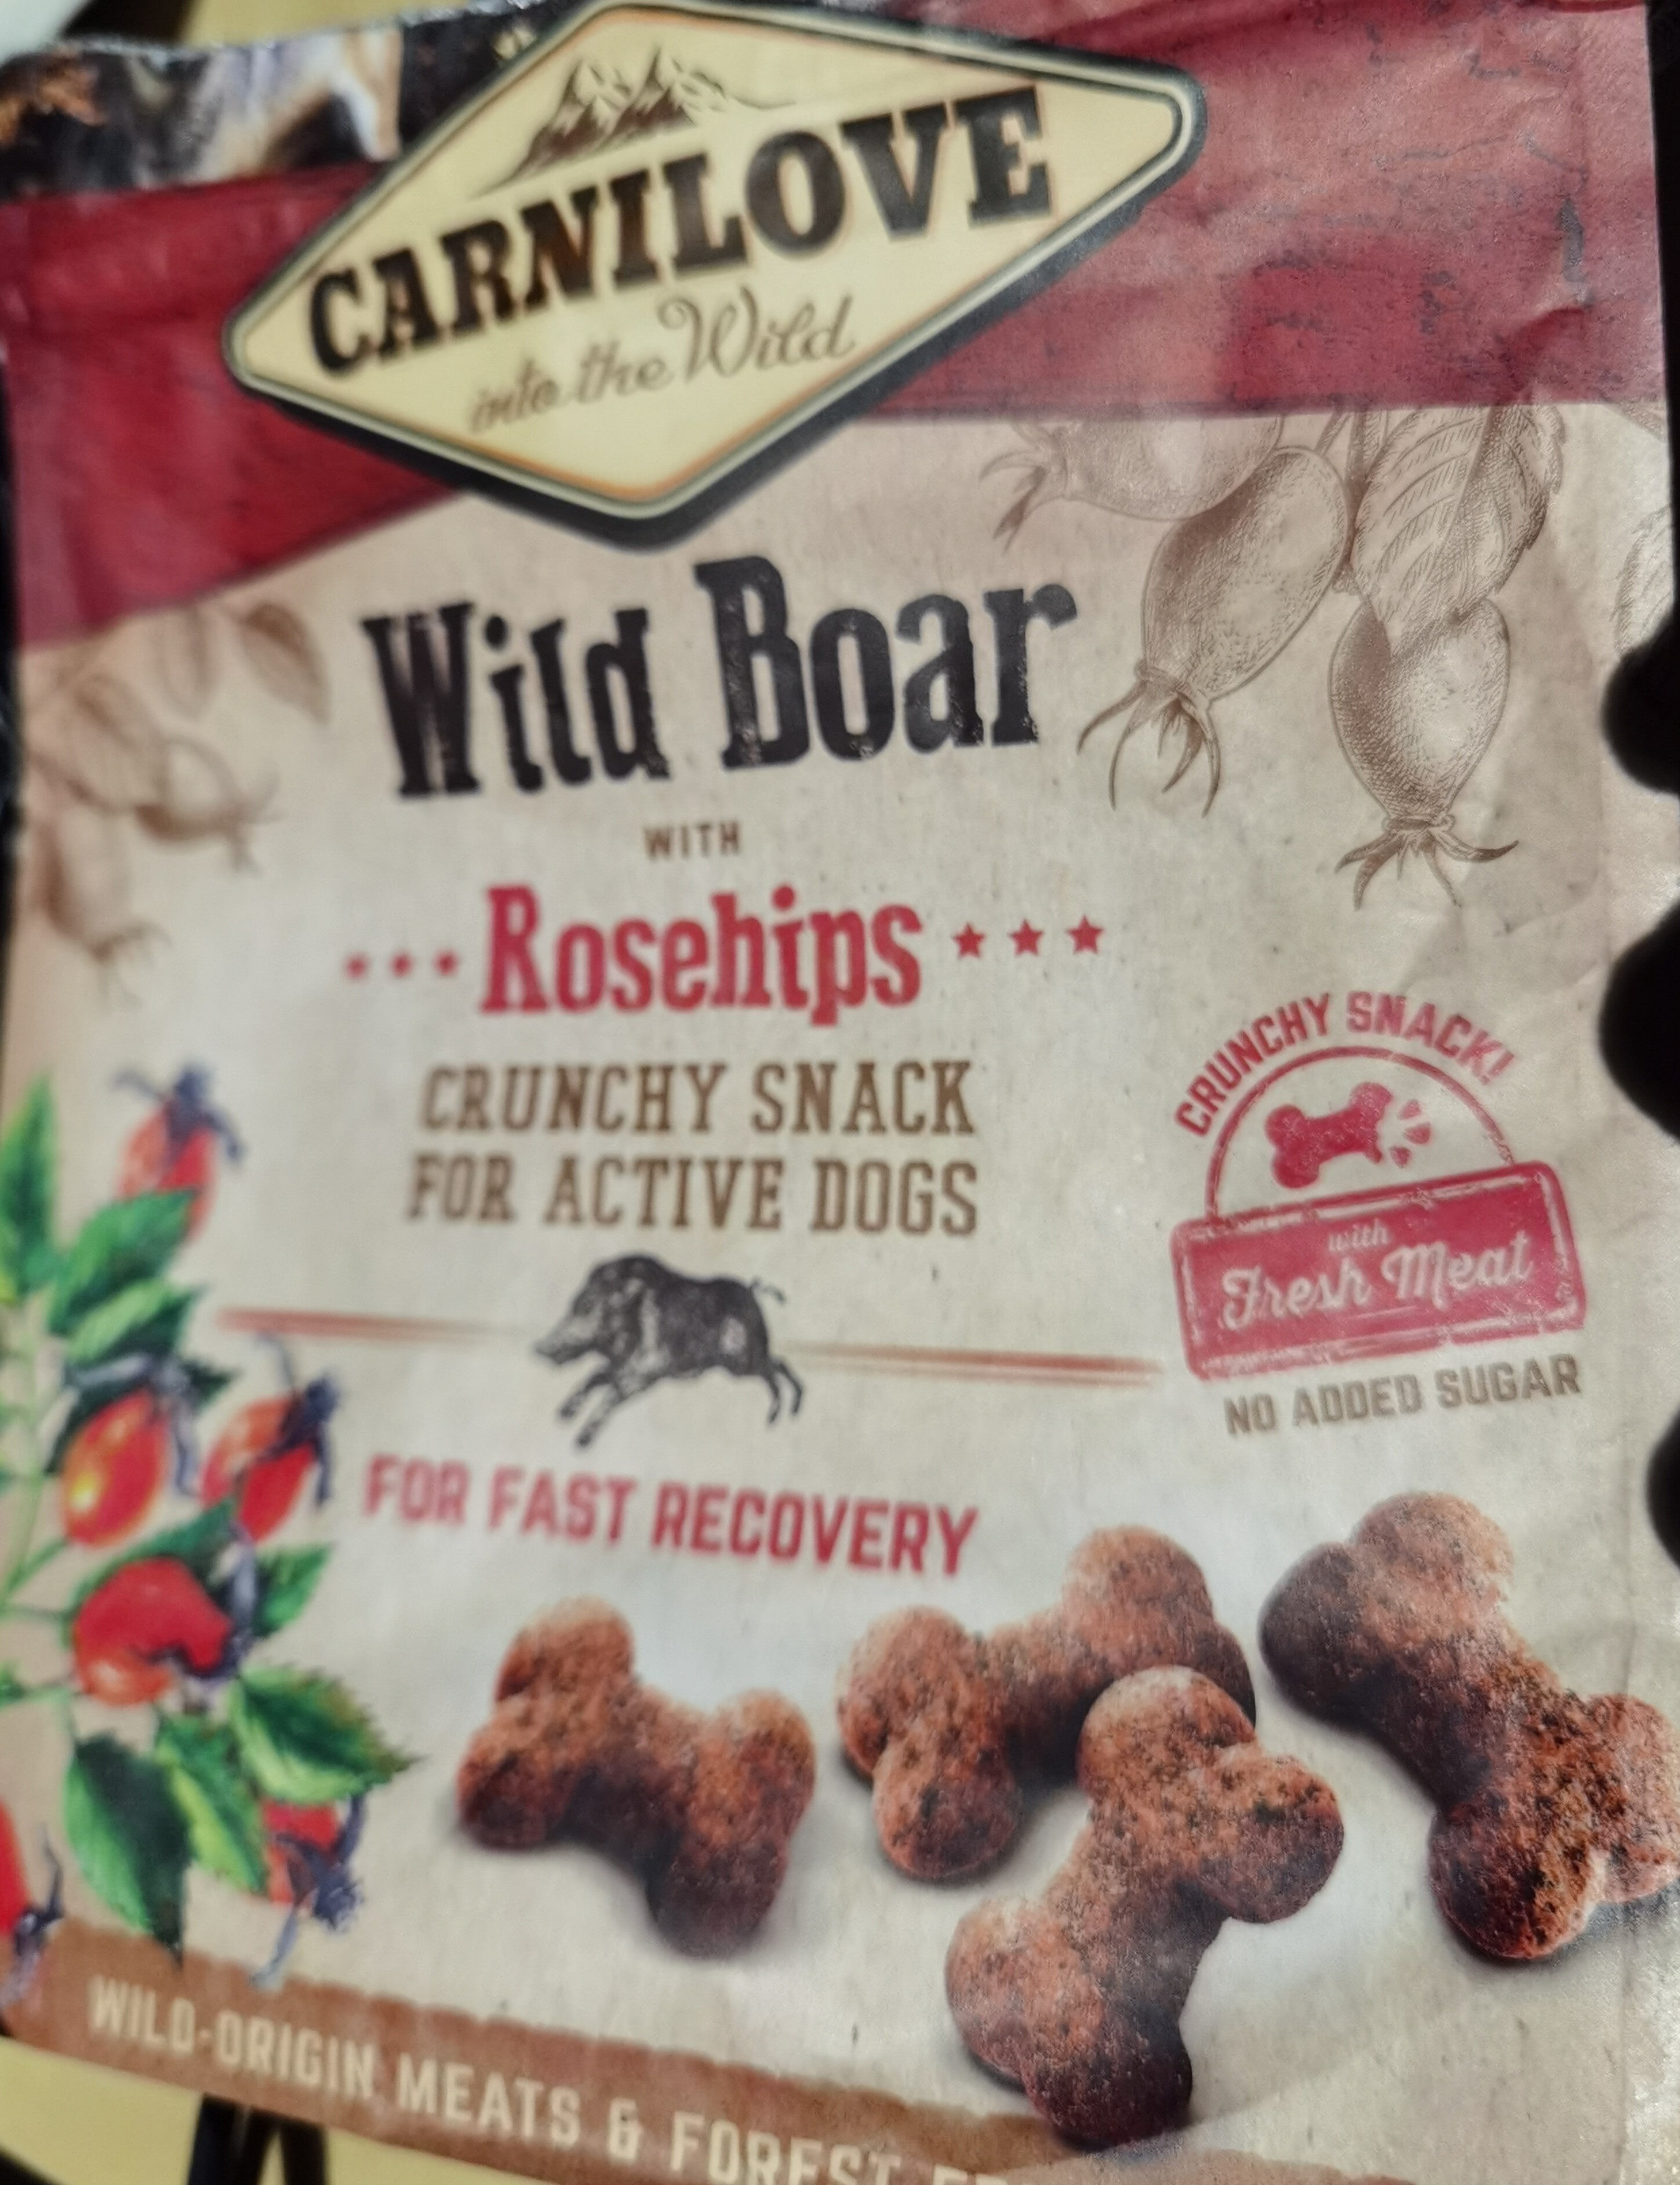 CARNILOVE
into the Wild
Wild Boar
WITH
Rosehips
CRUNCHY SNACK
FOR ACTIVE DOGS
CRUNCHY SNACK!
with
Fresh Meat
NO ADDED SUGAR
FOR FAST RECOVERY
WILD-ORIGIN MEATS & FOREST